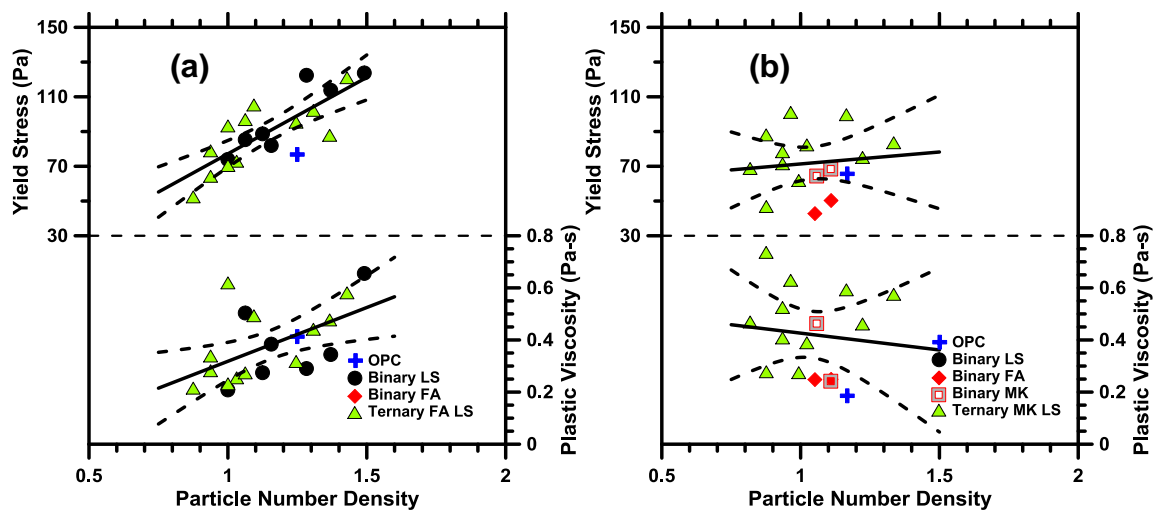 (a)
Yield Stress (Pa)
150
110
70
30
0.8
0.6
0.4
0.2
0
Plastic Viscosity (Pa-s)
OPC
Binary LS
Binary FA
Ternary FA LS
0.5
1
1.5
2
Particle Number Density
(b)
Yield Stress (Pa)
150
110
70
30
0.8
0.6
0.4
0.2
0
Plastic Viscosity (Pa-s)
OPC
Binary LS
Binary FA
Binary MK
Ternary MK LS
0.5
1
1.5
2
Particle Number Density